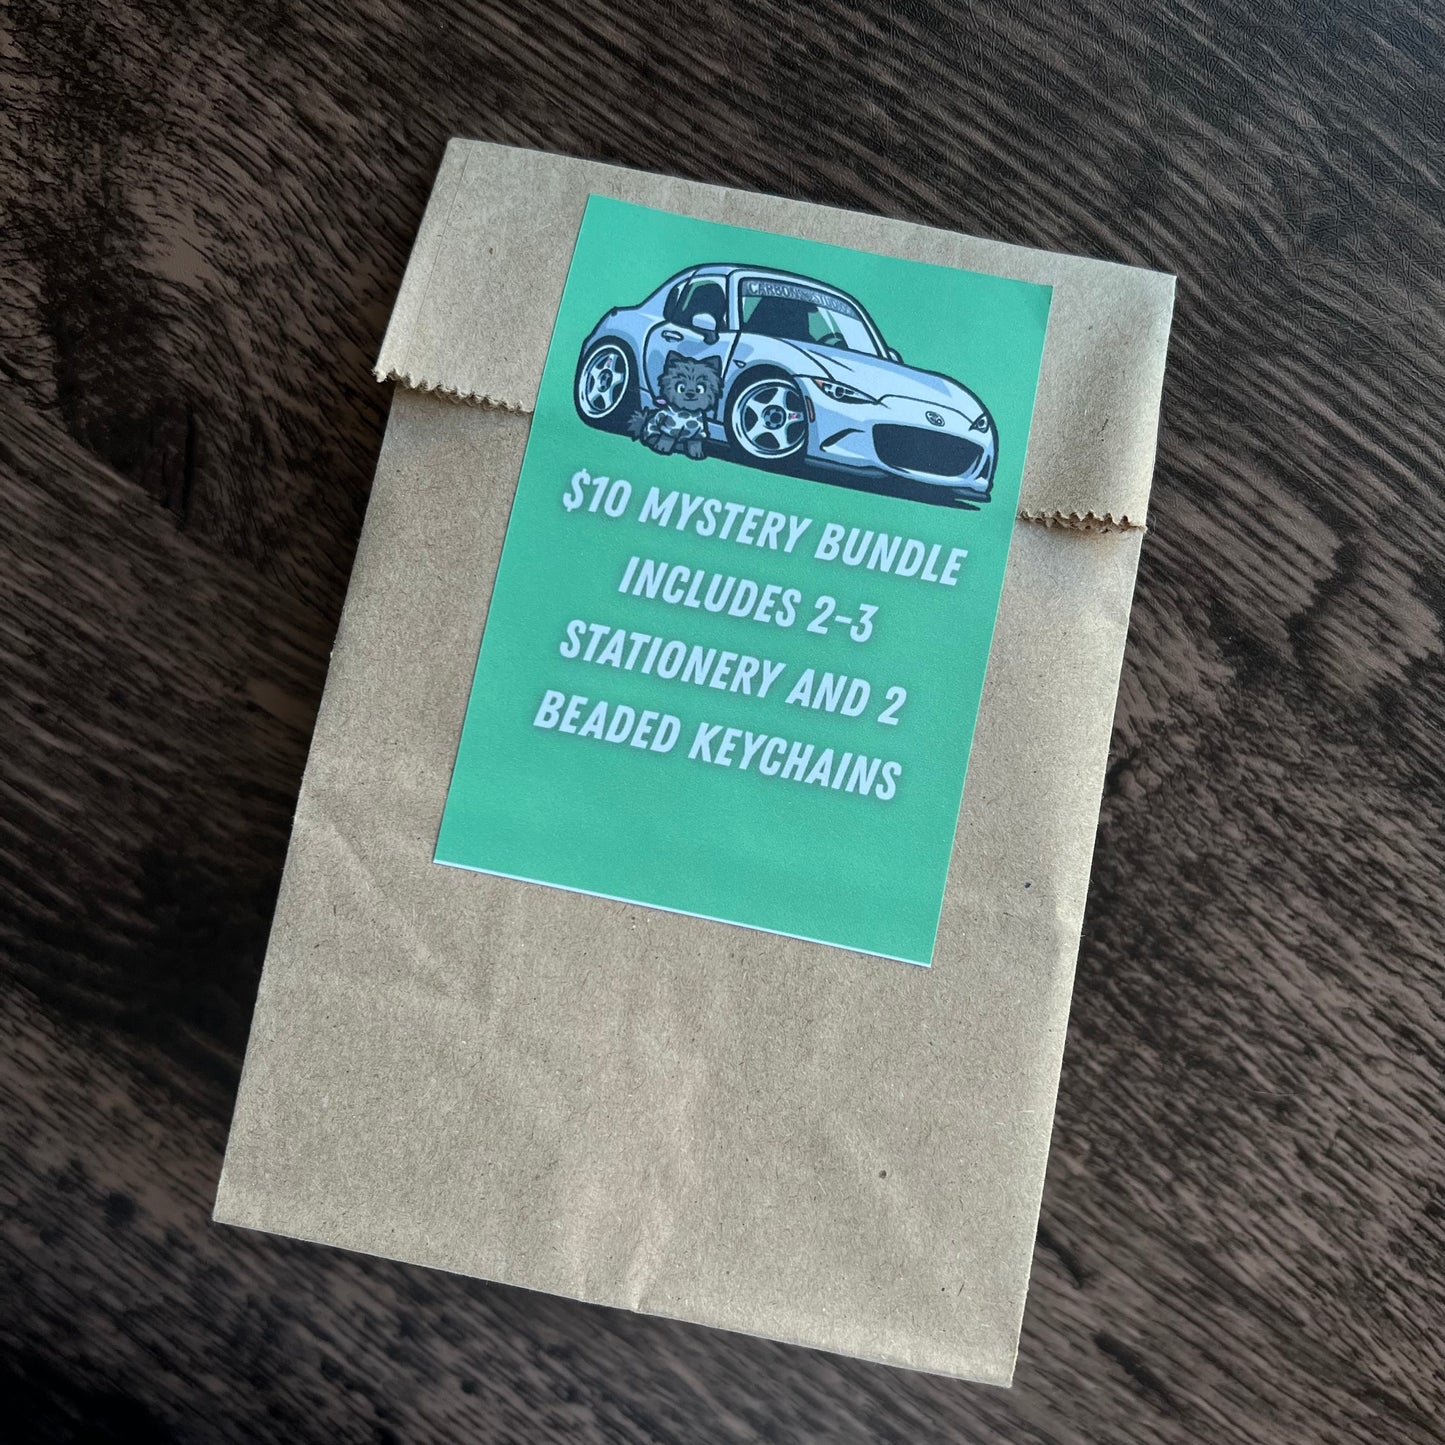 $10 MYSTERY BUNDLE
INCLUDES 2-3
STATIONERY AND 2
BEADED KEYCHAINS